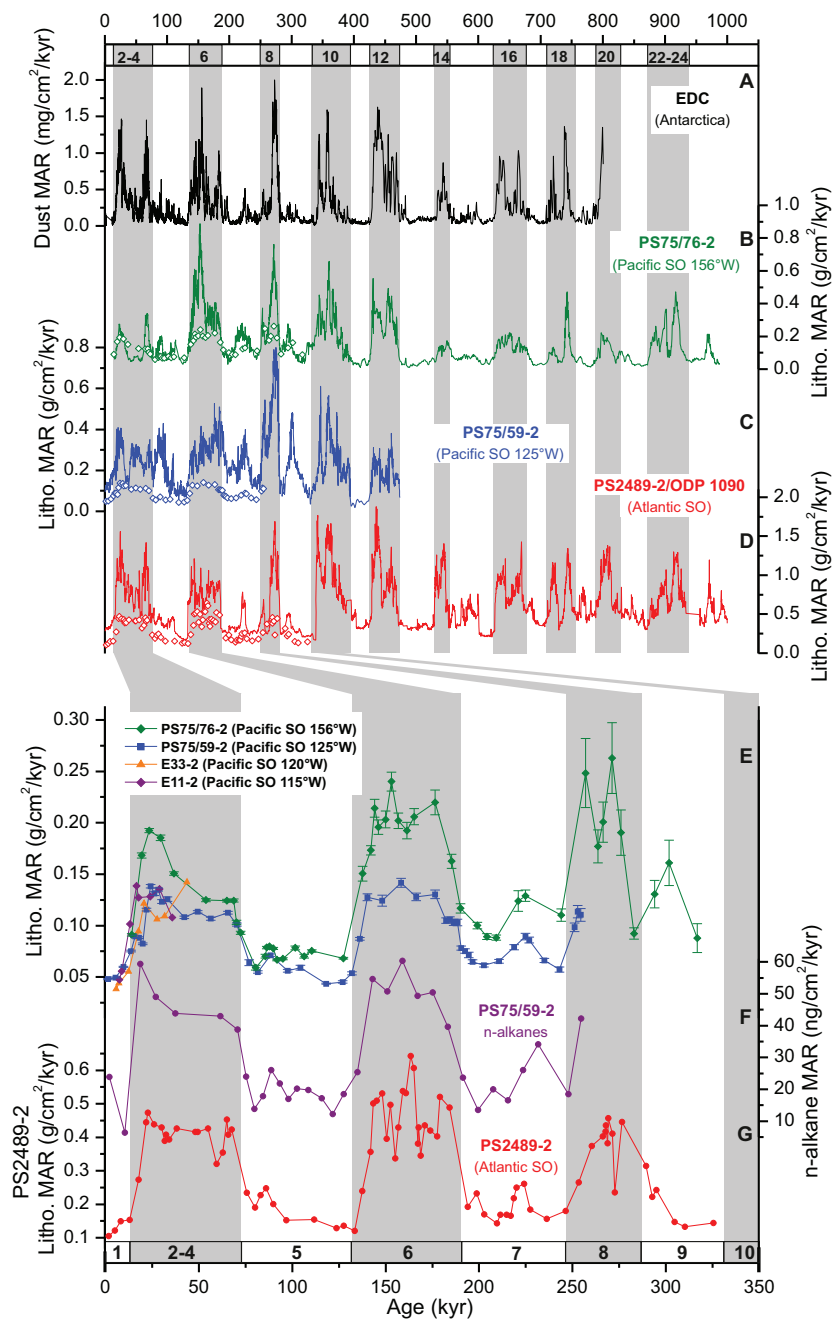 0 100 200 300 400 500 600 700 800 900 1000
2-4 6 8 10 12 14 16 18 20 22-24
A
Dust MAR (mg/cm²/kyr)
2.0
1.5
1.0
0.5
0.0
EDC
(Antarctica)
B
PS75/76-2
(Pacific SO 156°W)
1.0
0.8
0.6
0.4
0.2
0.0
Litho. MAR (g/cm²/kyr)
C
Litho. MAR (g/cm²/kyr)
0.8
0.6
0.4
0.2
0.0
PS75/59-2
(Pacific SO 125°W)
PS2489-2/ODP 1090
(Atlantic SO)
D
2.0
1.5
1.0
0.5
0.0
Litho. MAR (g/cm²/kyr)
E
PS75/76-2 (Pacific SO 156°W)
PS75/59-2 (Pacific SO 125°W)
E33-2 (Pacific SO 120°W)
E11-2 (Pacific SO 115°W)
Litho. MAR (g/cm²/kyr)
0.30
0.25
0.20
0.15
0.10
0.05
F
PS75/59-2
n-alkanes
60
50
40
30
20
10
n-alkane MAR (ng/cm²/kyr)
G
PS2489-2
Litho. MAR (g/cm²/kyr)
0.6
0.5
0.4
0.3
0.2
0.1
PS2489-2
(Atlantic SO)
1 2-4 5 6 7 8 9 10
0 50 100 150 200 250 300 350
Age (kyr)